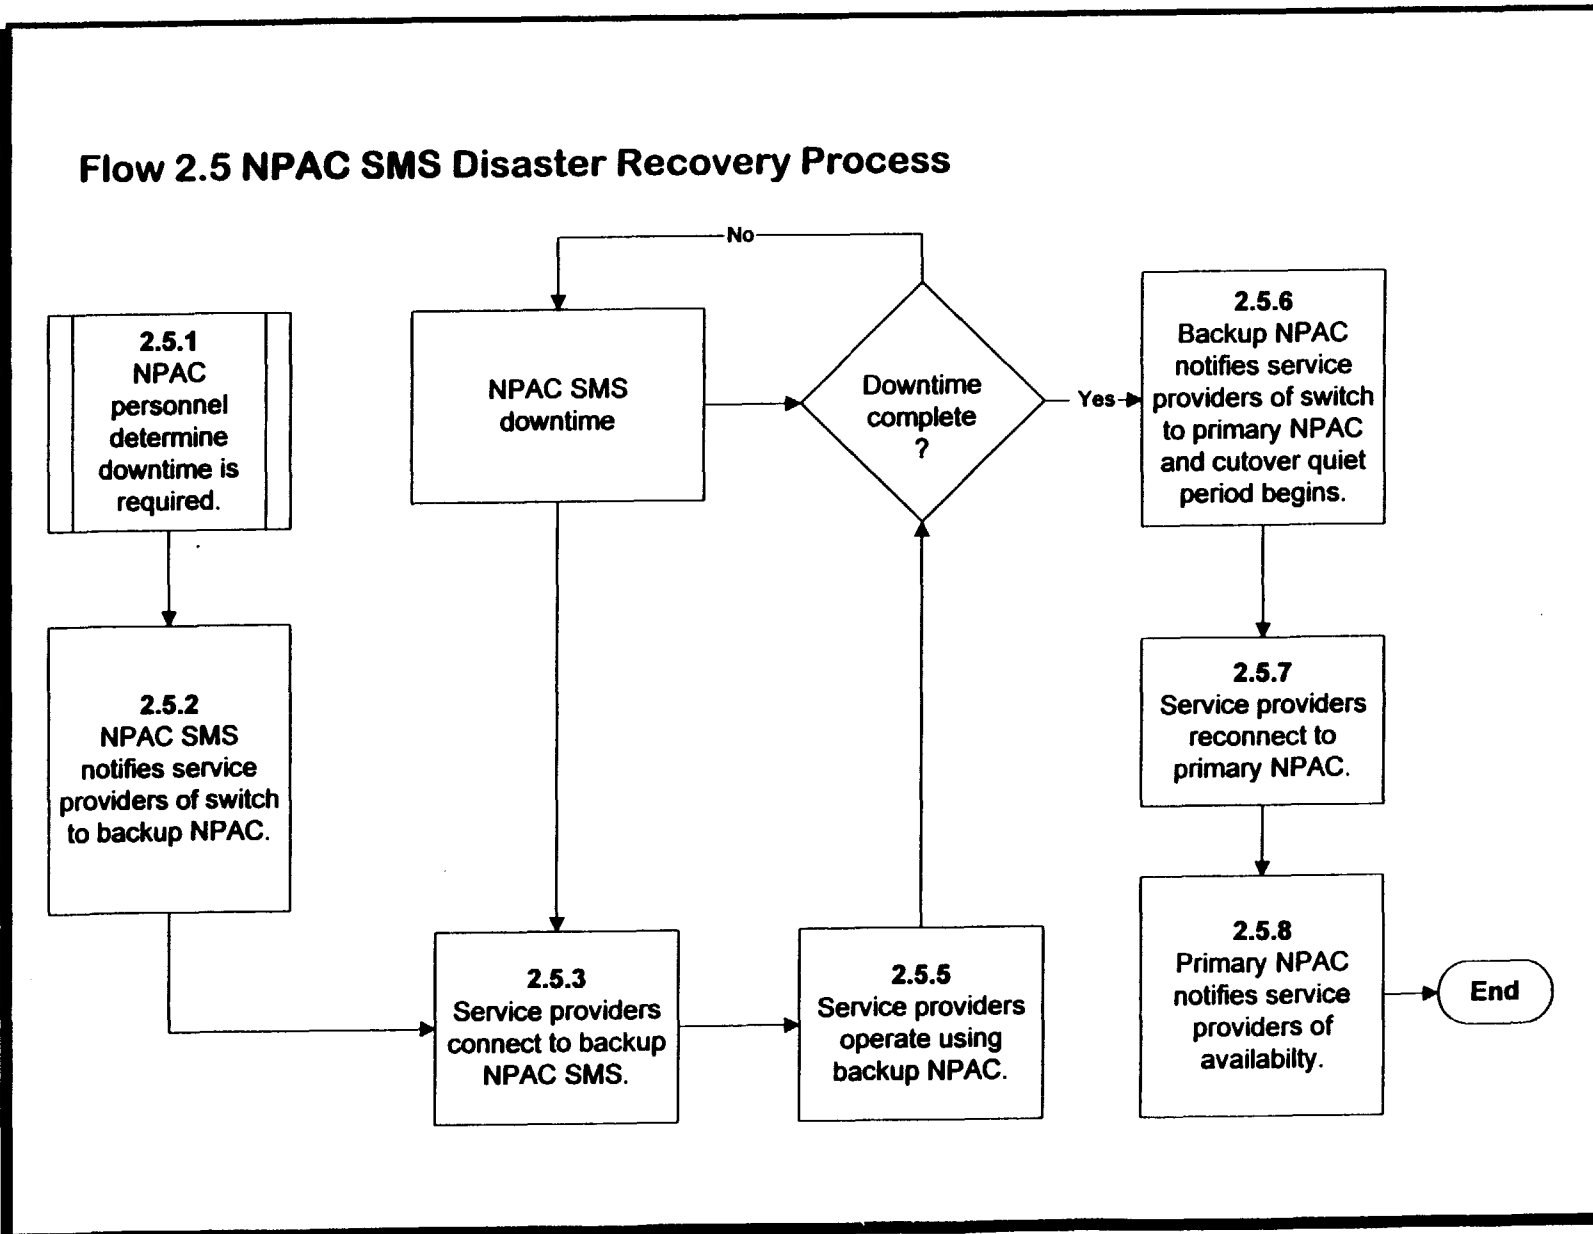 Flow 2.5 NPAC SMS Disaster Recovery Process
No
2.5.1
NPAC
personnel
determine
downtime is
required.
NPAC SMS
downtime
Downtime
complete
?
Yes
2.5.6
Backup NPAC
notifies service
providers of switch
to primary NPAC
and cutover quiet
period begins.
2.5.2
NPAC SMS
notifies service
providers of switch
to backup NPAC.
2.5.7
Service providers
reconnect to
primary NPAC.
2.5.3
Service providers
connect to backup
NPAC SMS.
2.5.5
Service providers
operate using
backup NPAC.
2.5.8
Primary NPAC
notifies service
providers of
availabilty.
End